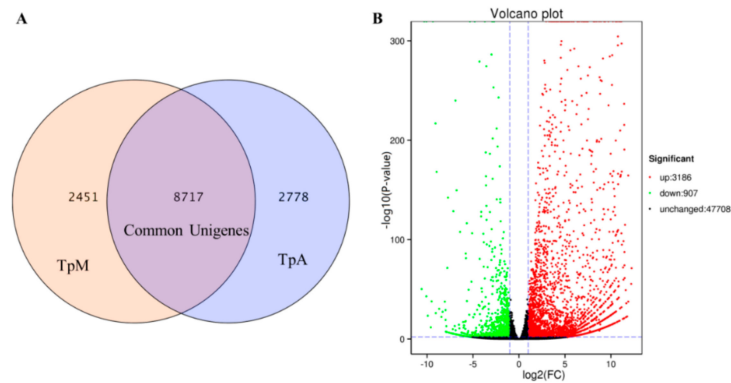 A
2451
8717
2778
Common Unigenes
TpM
TpA
B
Volcano plot
300
200
100
0
-log10(P-value)
-10
-5
0
5
10
log2(FC)
Significant
up:3186
down:907
unchanged:47708